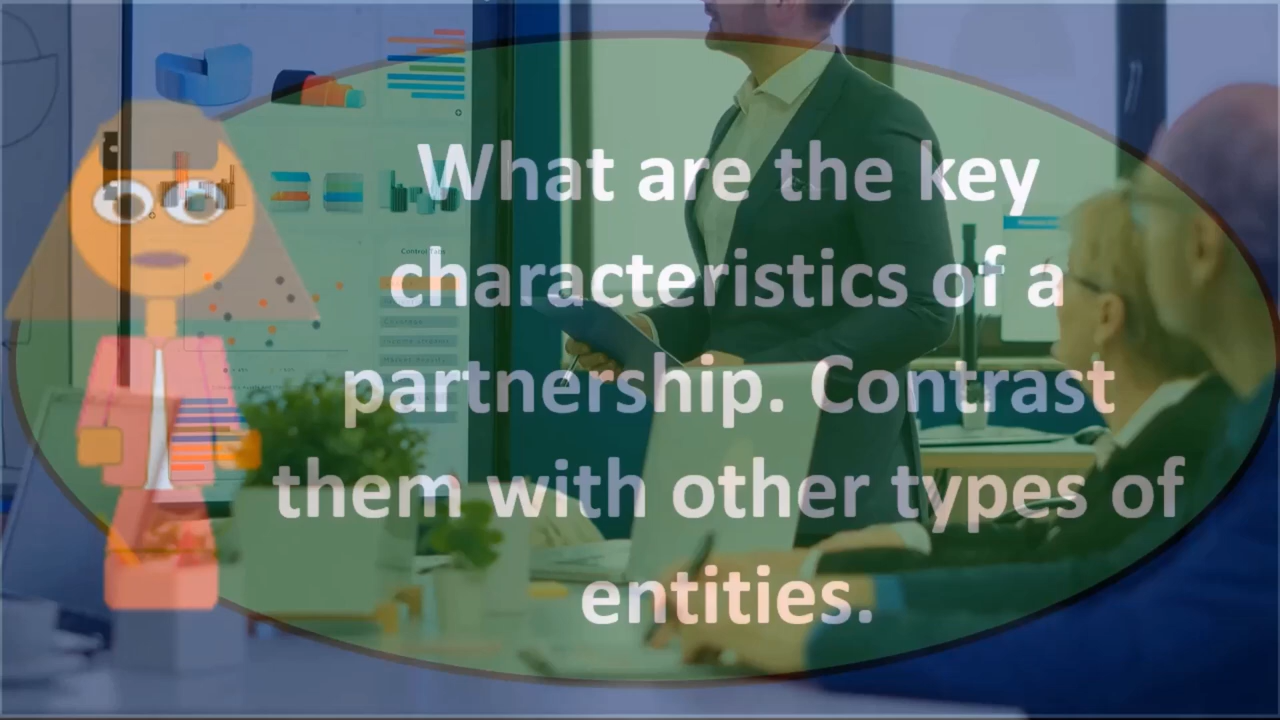 What are the key
characteristics of a
partnership. Contrast
them with other types of
entities.